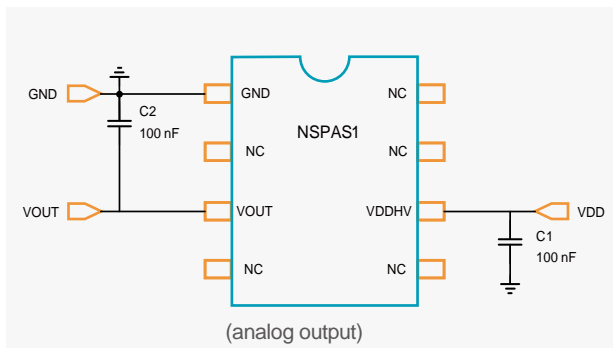 GND
C2
100 nF
GND
NC
NSPAS1
NC
NC
VOUT
VOUT
VDDHV
VDD
C1
100 nF
NC
NC
(analog output)